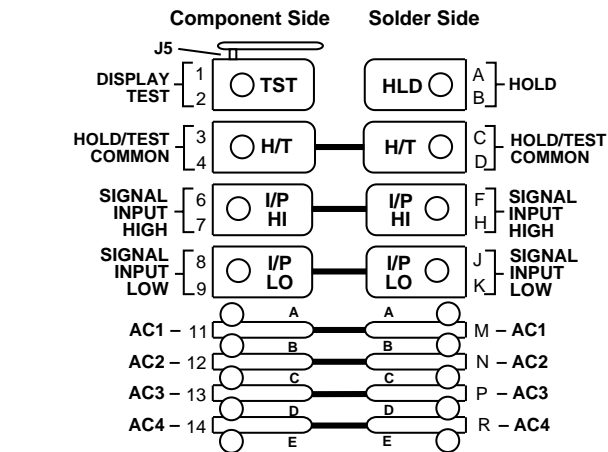 Component Side Solder Side
J5
DISPLAY TEST 1 2 TST HLD A B HOLD
HOLD/TEST COMMON 3 4 H/T H/T C D HOLD/TEST COMMON
SIGNAL INPUT HIGH 6 7 I/P HI I/P HI F H SIGNAL INPUT HIGH
SIGNAL INPUT LOW 8 9 I/P LO I/P LO J K SIGNAL INPUT LOW
A A
AC1 – 11 M – AC1
B B
AC2 – 12 N – AC2
C C
AC3 – 13 P – AC3
D D
AC4 – 14 R – AC4
E E